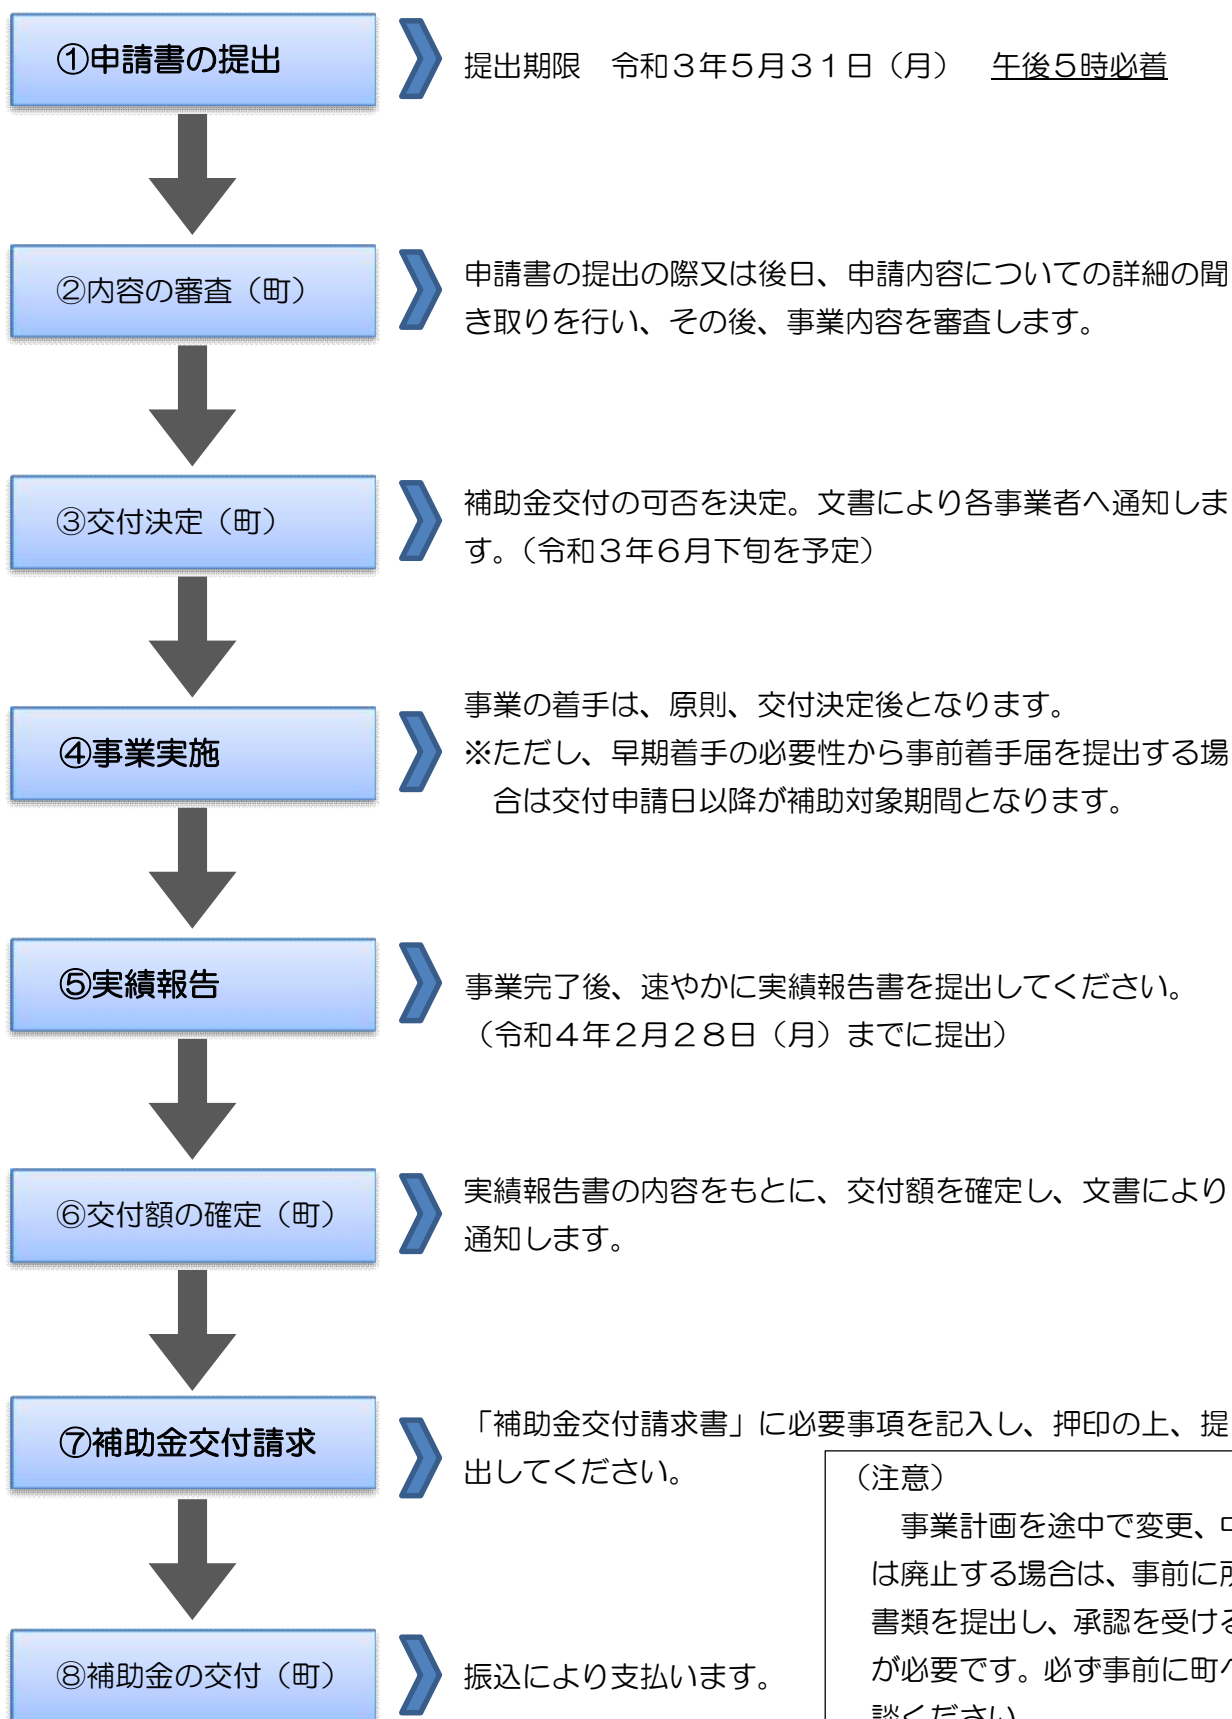 ①申請書の提出
提出期限　令和３年５月３１日（月）　午後５時必着
②内容の審査（町）
申請書の提出の際又は後日、申請内容についての詳細の聞
き取りを行い、その後、事業内容を審査します。
③交付決定（町）
補助金交付の可否を決定。文書により各事業者へ通知しま
す。（令和３年６月下旬を予定）
④事業実施
事業の着手は、原則、交付決定後となります。
※ただし、早期着手の必要性から事前着手届を提出する場
合は交付申請日以降が補助対象期間となります。
⑤実績報告
事業完了後、速やかに実績報告書を提出してください。
（令和４年２月２８日（月）までに提出）
⑥交付額の確定（町）
実績報告書の内容をもとに、交付額を確定し、文書により
通知します。
⑦補助金交付請求
「補助金交付請求書」に必要事項を記入し、押印の上、提
出してください。
（注意）
事業計画を途中で変更、
は廃止する場合は、事前に
書類を提出し、承認を受ける
が必要です。必ず事前に町へ
談ください
⑧補助金の交付（町）
振込により支払います。